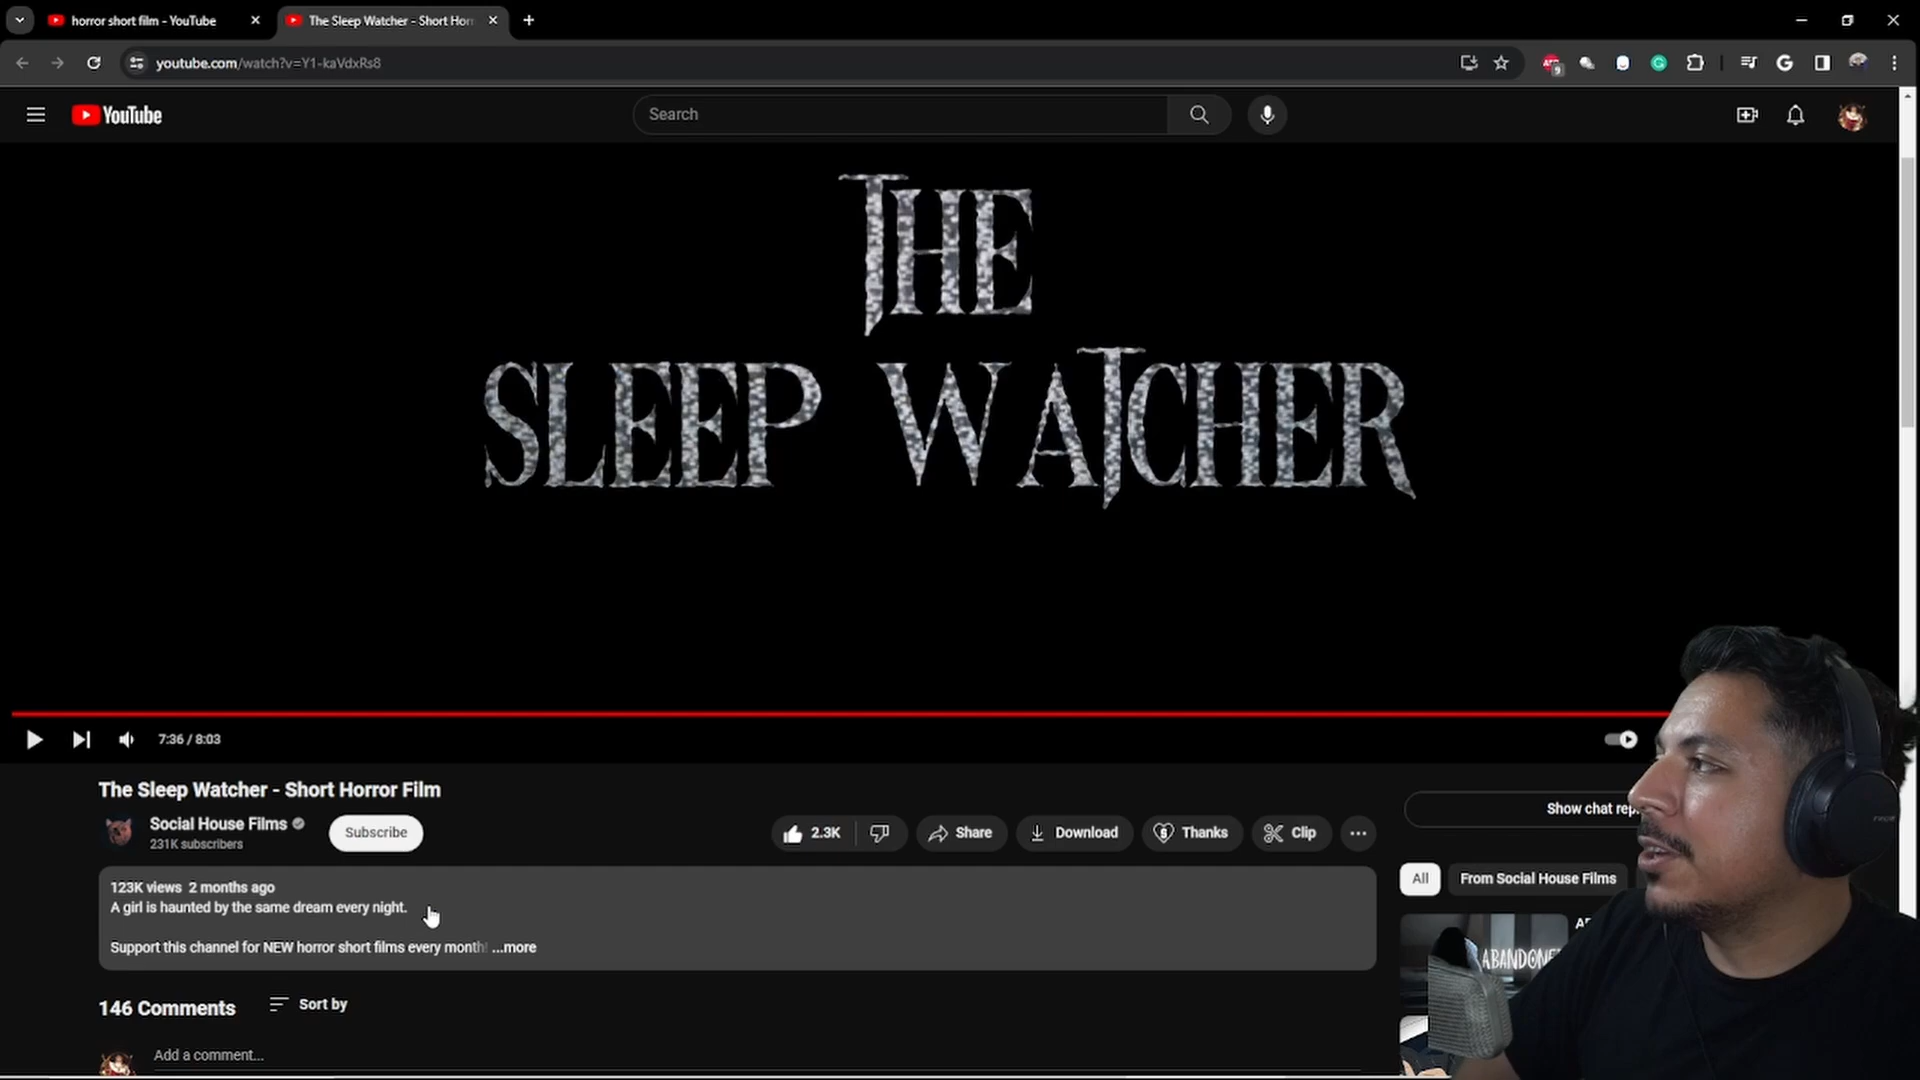 horror short film - YouTube
The Sleep Watcher - Short Hor
youtube.com/watch?v=Y1-kaVdxRs8
9
YouTube
Search
THE
SLEEP WATCHER
7:36 / 8:03
The Sleep Watcher - Short Horror Film
Social House Films
231K subscribers
Subscribe
2.3K
Share
Download
Thanks
Clip
Show chat rep
123K views 2 months ago
A girl is haunted by the same dream every night.
Support this channel for NEW horror short films every month! ...more
All
From Social House Films
ABANDONE
146 Comments
Sort by
Add a comment...